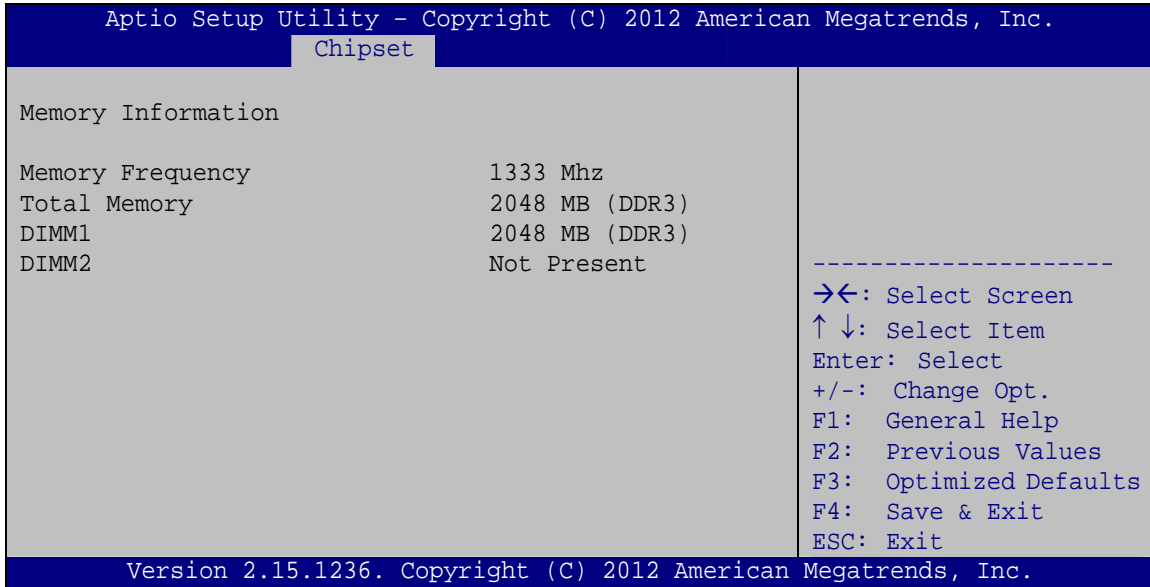 Aptio Setup Utility – Copyright (C) 2012 American Megatrends, Inc.
Chipset
Memory Information
Memory Frequency 1333 Mhz
Total Memory 2048 MB (DDR3)
DIMM1 2048 MB (DDR3)
DIMM2 Not Present
---------------------
→←: Select Screen
↑ ↓: Select Item
Enter: Select
+/-: Change Opt.
F1: General Help
F2: Previous Values
F3: Optimized Defaults
F4: Save & Exit
ESC: Exit
Version 2.15.1236. Copyright (C) 2012 American Megatrends, Inc.